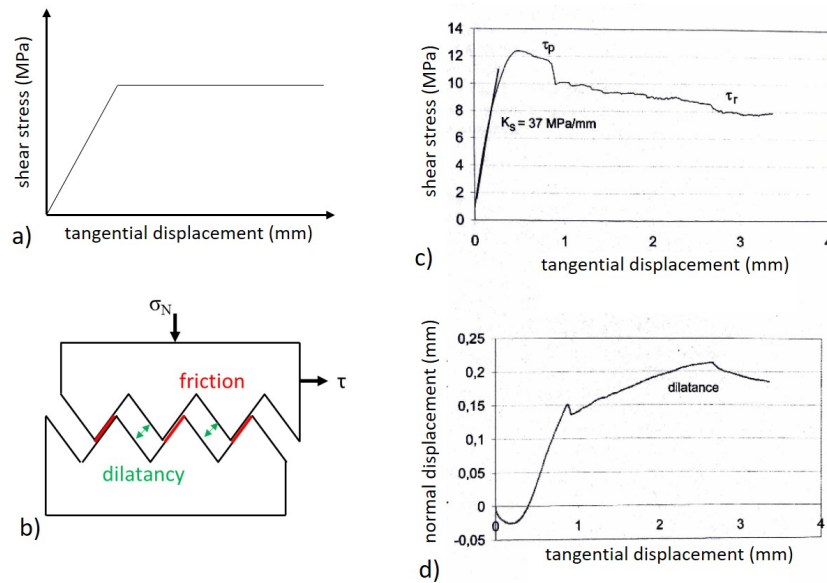 a)
shear stress (MPa)
tangential displacement (mm)
b)
σN
friction
τ
dilatancy
c)
shear stress (MPa)
14
12
10
8
6
4
2
0
τp
τr
KS = 37 MPa/mm
0 1 2 3 4
tangential displacement (mm)
d)
normal displacement (mm)
0,25
0,2
0,15
0,1
0,05
0
-0,05
dilatance
0 1 2 3 4
tangential displacement (mm)